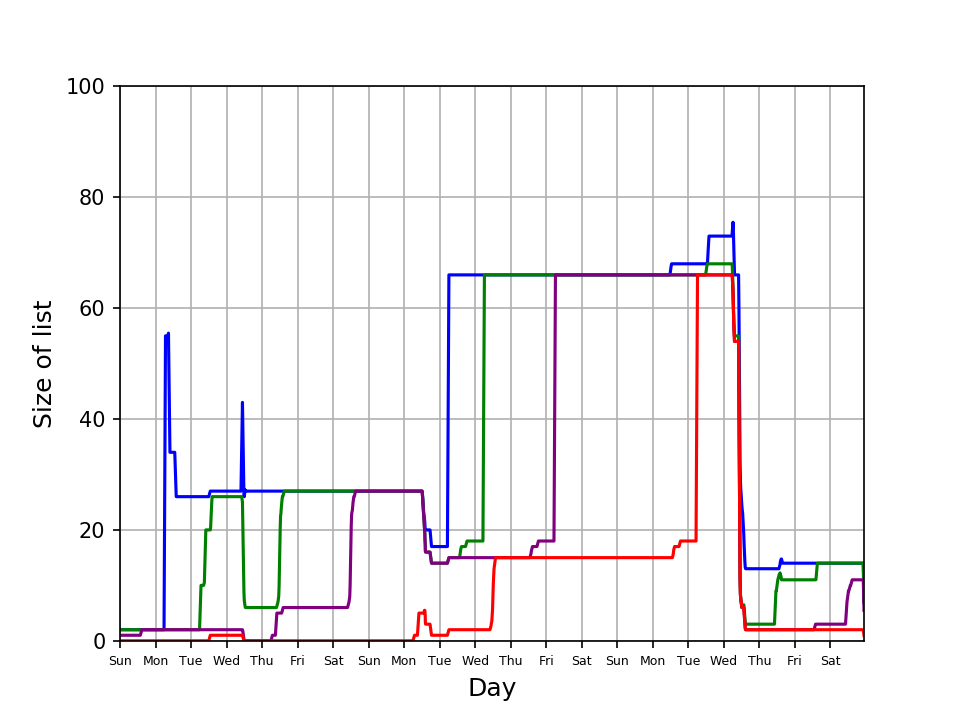 100
80
60
40
20
0
Size of list
Sun Mon Tue Wed Thu Fri Sat Sun Mon Tue Wed Thu Fri Sat Sun Mon Tue Wed Thu Fri Sat
Day